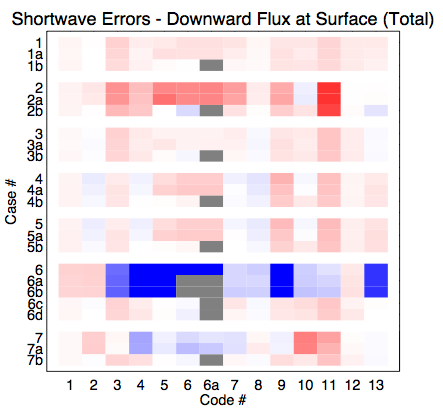 Shortwave Errors - Downward Flux at Surface (Total)
1
1a
1b
2
2a
2b
3
3a
3b
4
4a
4b
5
5a
5b
6
6a
6b
6c
6d
7
7a
7b
Case #
1 2 3 4 5 6 6a 7 8 9 10 11 12 13
Code #